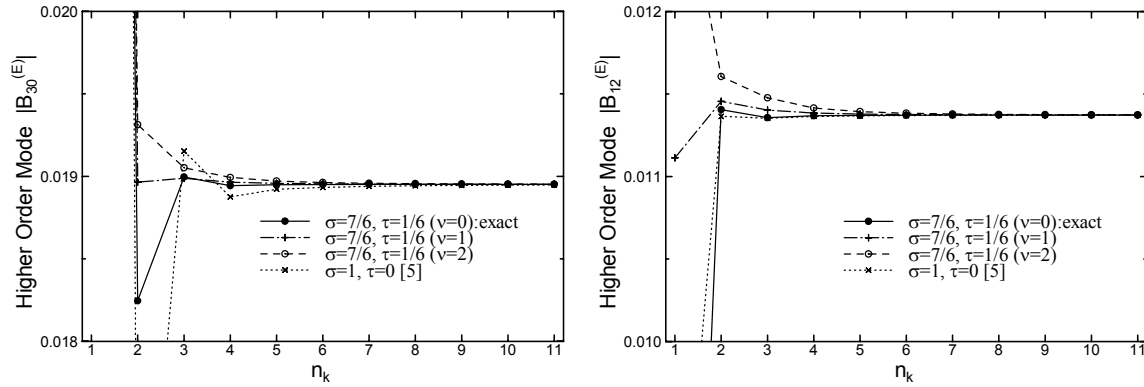 0.020
0.019
0.018
Higher Order Mode |B₃₀⁽ᴱ⁾|
σ=7/6, τ=1/6 (ν=0):exact
σ=7/6, τ=1/6 (ν=1)
σ=7/6, τ=1/6 (ν=2)
σ=1, τ=0 [5]
1 2 3 4 5 6 7 8 9 10 11
nₖ
0.012
0.011
0.010
Higher Order Mode |B₁₂⁽ᴱ⁾|
σ=7/6, τ=1/6 (ν=0):exact
σ=7/6, τ=1/6 (ν=1)
σ=7/6, τ=1/6 (ν=2)
σ=1, τ=0 [5]
1 2 3 4 5 6 7 8 9 10 11
nₖ